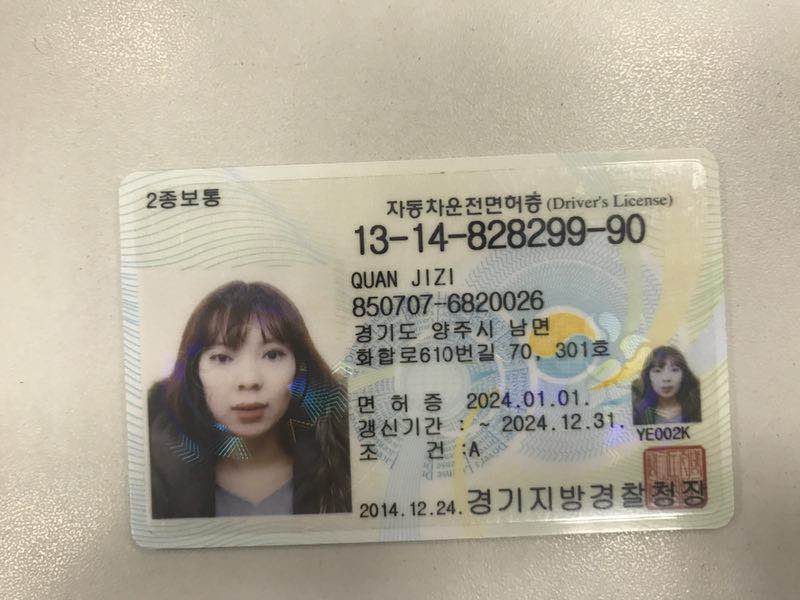 2종보통
자동차운전면허증 (Driver's License)
13-14-828299-90
QUAN JIZI
850707-6820026
경기도 양주시 남면
화합로610번길 70, 301호
면 허 증 2024.01.01.
갱신기간 : ~ 2024.12.31.
조 건 :A
YE002K
2014.12.24. 경기지방경찰청장